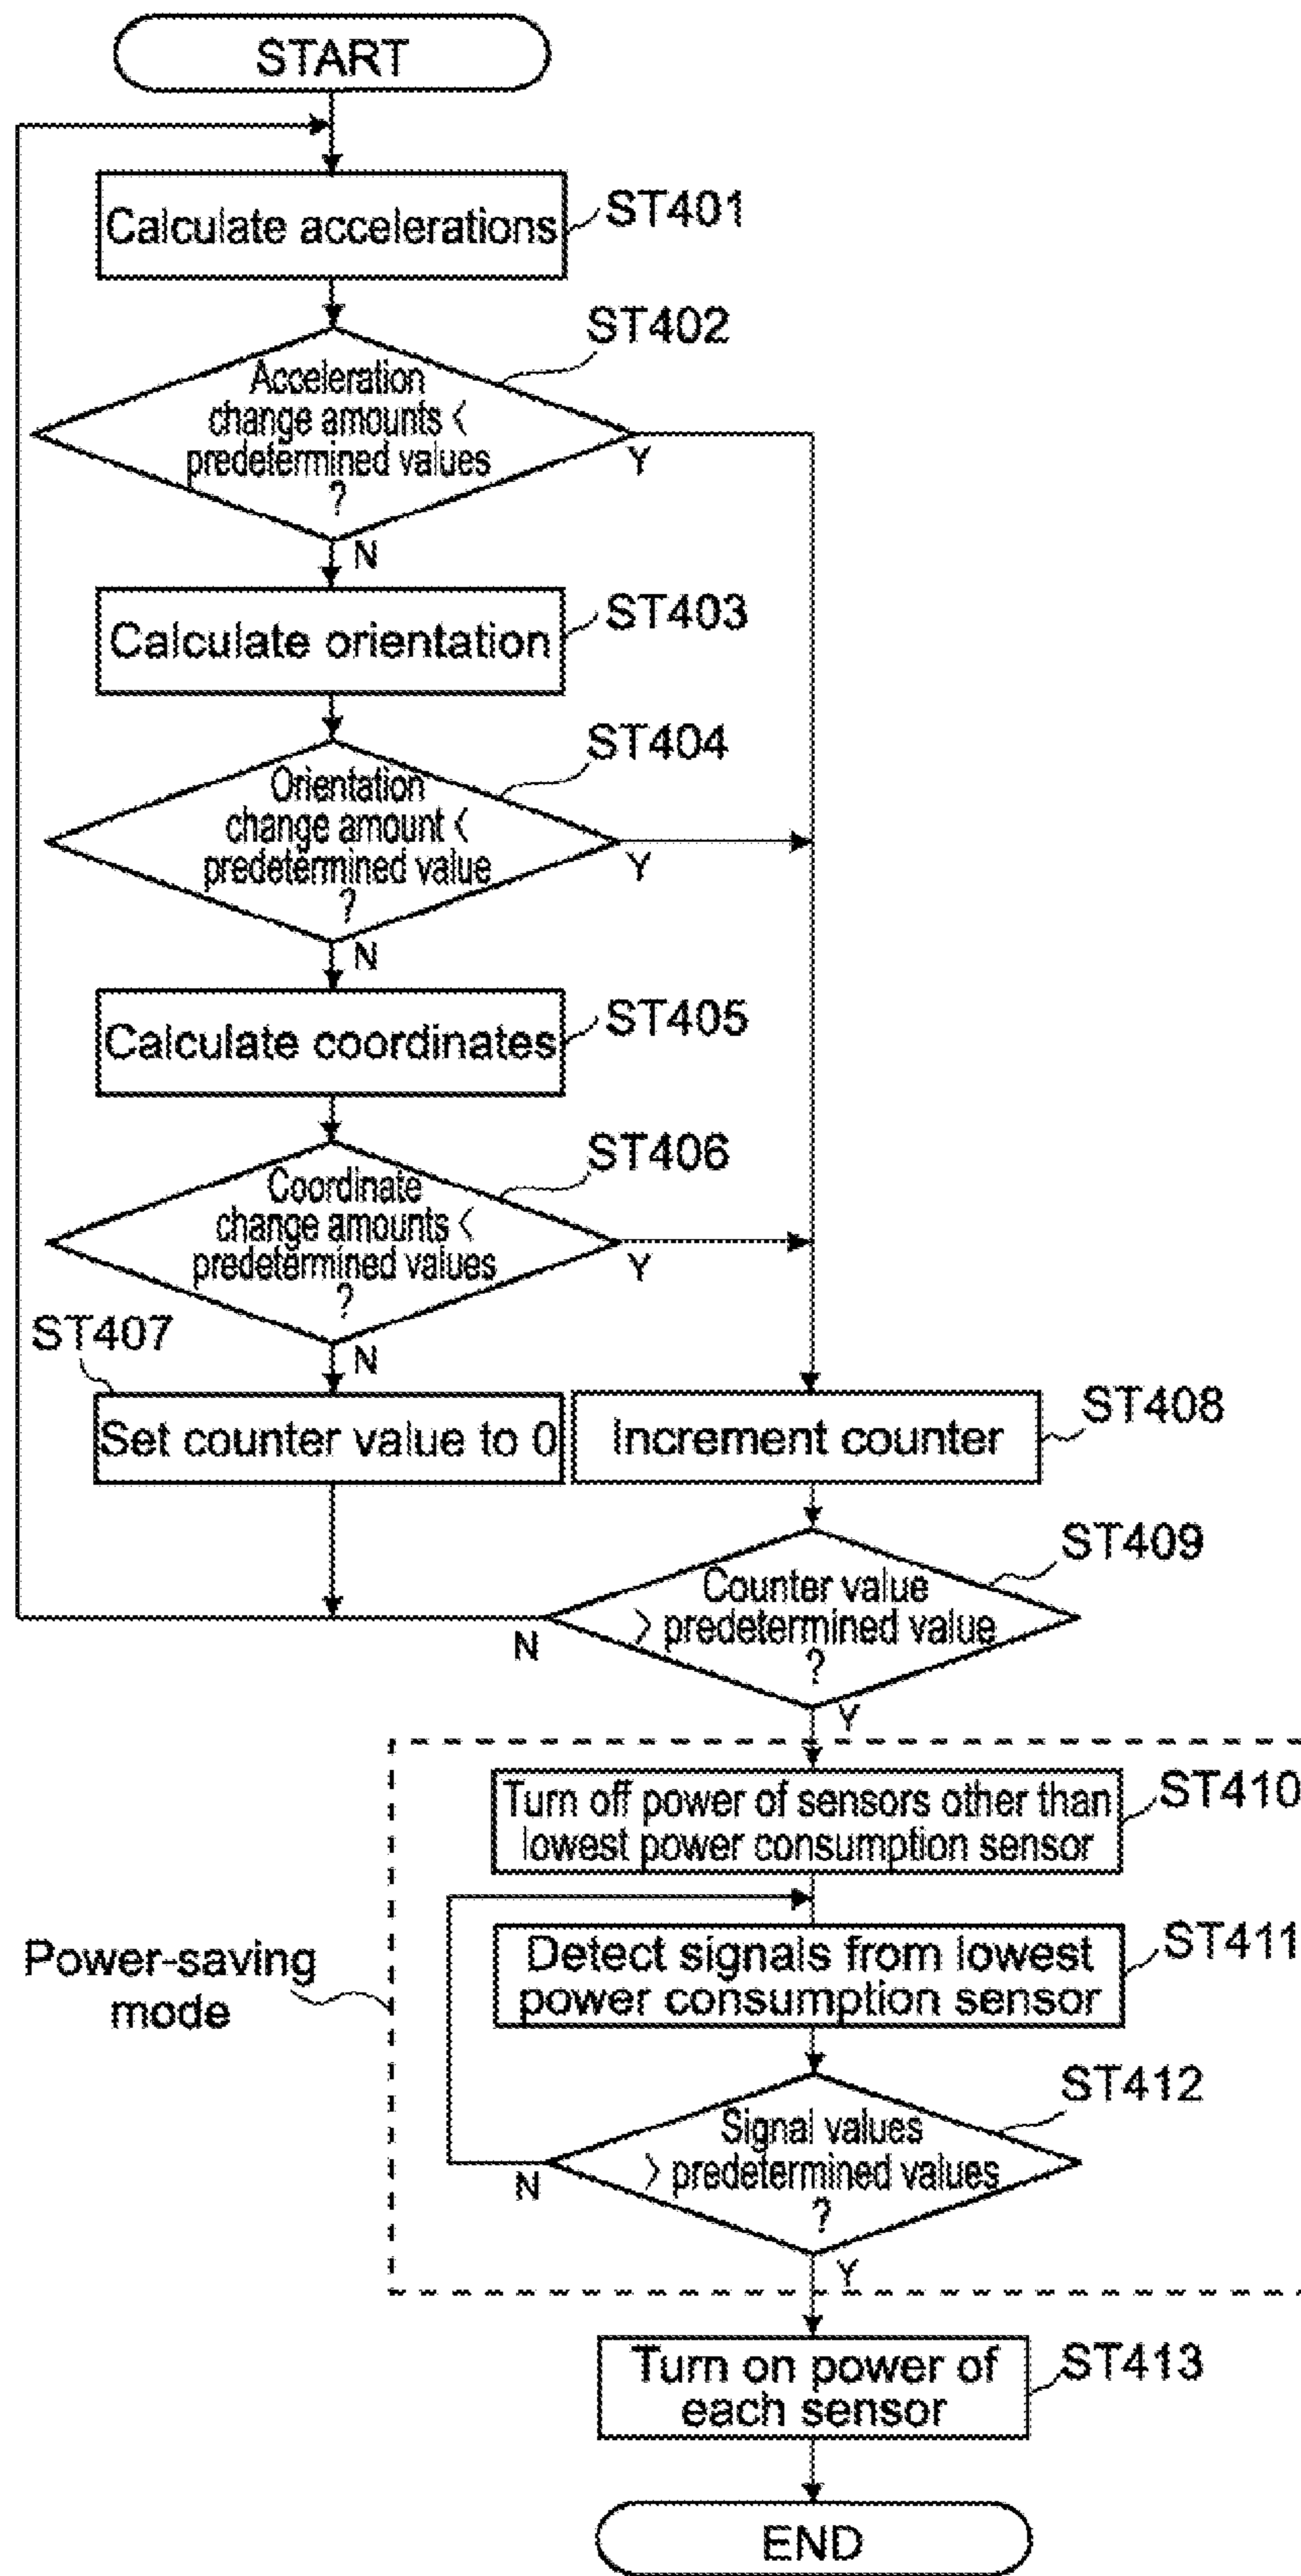 START
Calculate accelerations
ST401
ST402
Acceleration
change amounts <
predetermined values
?
Y
N
Calculate orientation
ST403
ST404
Orientation
change amount <
predetermined value
?
Y
N
Calculate coordinates
ST405
ST406
Coordinate
change amounts <
predetermined values
?
Y
N
ST407
Set counter value to 0
Increment counter
ST408
ST409
Counter value
> predetermined value
?
N
Y
Turn off power of sensors other than
lowest power consumption sensor
ST410
Power-saving
mode
Detect signals from lowest
power consumption sensor
ST411
ST412
Signal values
> predetermined values
?
N
Y
Turn on power of
each sensor
ST413
END